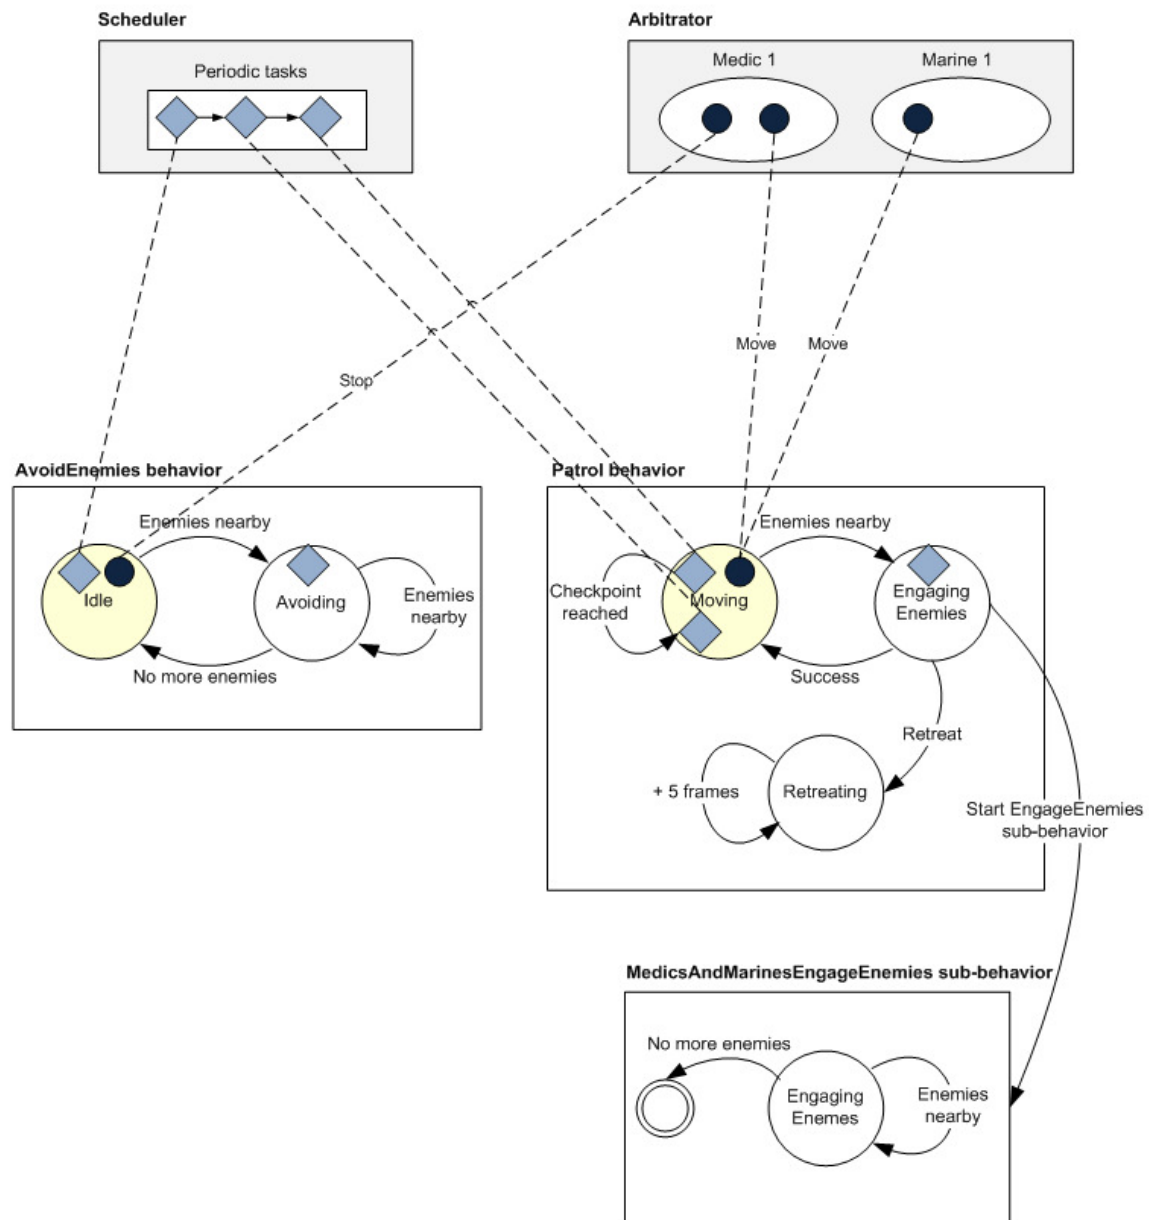 Scheduler
Arbitrator
Periodic tasks
Medic 1
Marine 1
Move
Move
Stop
AvoidEnemies behavior
Patrol behavior
Enemies nearby
Enemies nearby
Idle
Avoiding
Enemies
nearby
No more enemies
Checkpoint
reached
Moving
Engaging
Enemies
Success
Retreat
+ 5 frames
Retreating
Start EngageEnemies
sub-behavior
MedicsAndMarinesEngageEnemies sub-behavior
No more enemies
Engaging
Enemes
Enemies
nearby